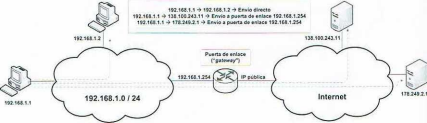 192.168.1.1 → 192.168.1.2 → Envío directo
192.168.1.1 → 138.100.243.11 → Envío a puerta de enlace 192.168.1.254
192.168.1.1 → 178.249.2.1 → Envío a puerta de enlace 192.168.1.254
192.168.1.2
138.100.243.11
Puerta de enlace
("gateway")
192.168.1.254
IP pública
192.168.1.1
192.168.1.0 / 24
Internet
178.249.2.1